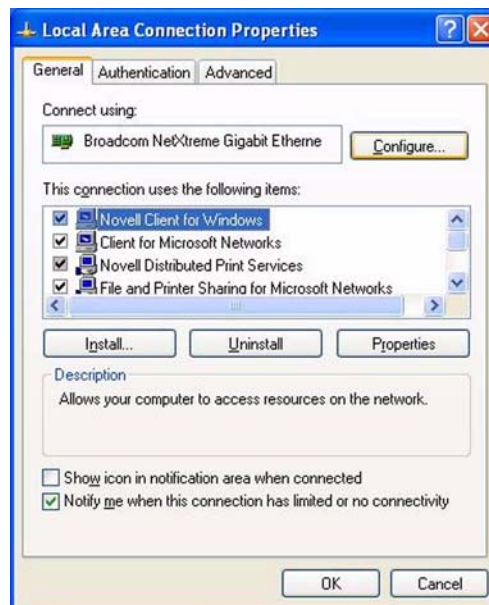 Local Area Connection Properties
General Authentication Advanced
Connect using:
Broadcom NetXtreme Gigabit Etherne Configure...
This connection uses the following items:
Novell Client for Windows
Client for Microsoft Networks
Novell Distributed Print Services
File and Printer Sharing for Microsoft Networks
Install... Uninstall Properties
Description
Allows your computer to access resources on the network.
Show icon in notification area when connected
Notify me when this connection has limited or no connectivity
OK Cancel